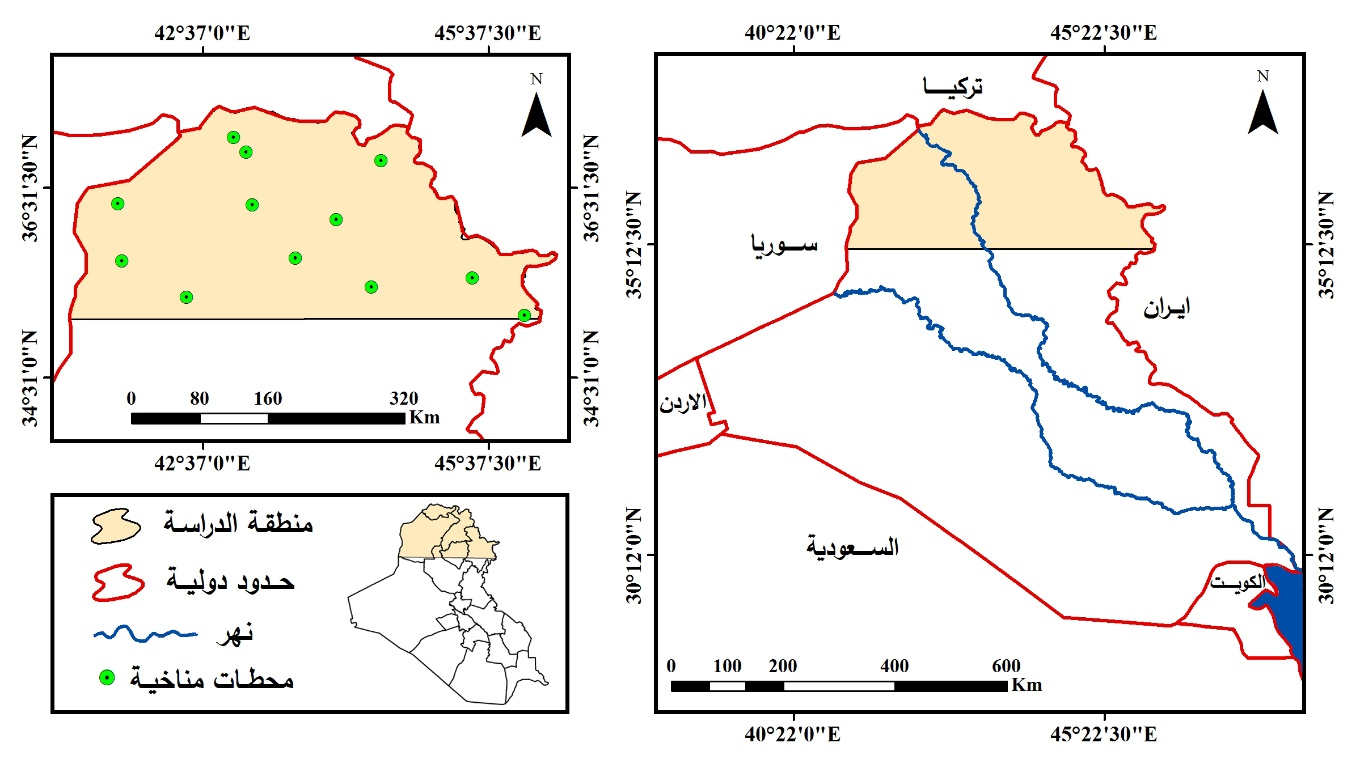 42°37'0"E
45°37'30"E
36°31'30"N
34°31'0"N
36°31'30"N
34°31'0"N
N
0 80 160 320 Km
42°37'0"E
45°37'30"E
منطقة الدراسة
حدود دولية
نهر
محطات مناخية
40°22'0"E
45°22'30"E
35°12'30"N
30°12'0"N
35°12'30"N
30°12'0"N
N
تركيا
سوريا
ايران
الاردن
السعودية
الكويت
0 100 200 400 600 Km
40°22'0"E
45°22'30"E